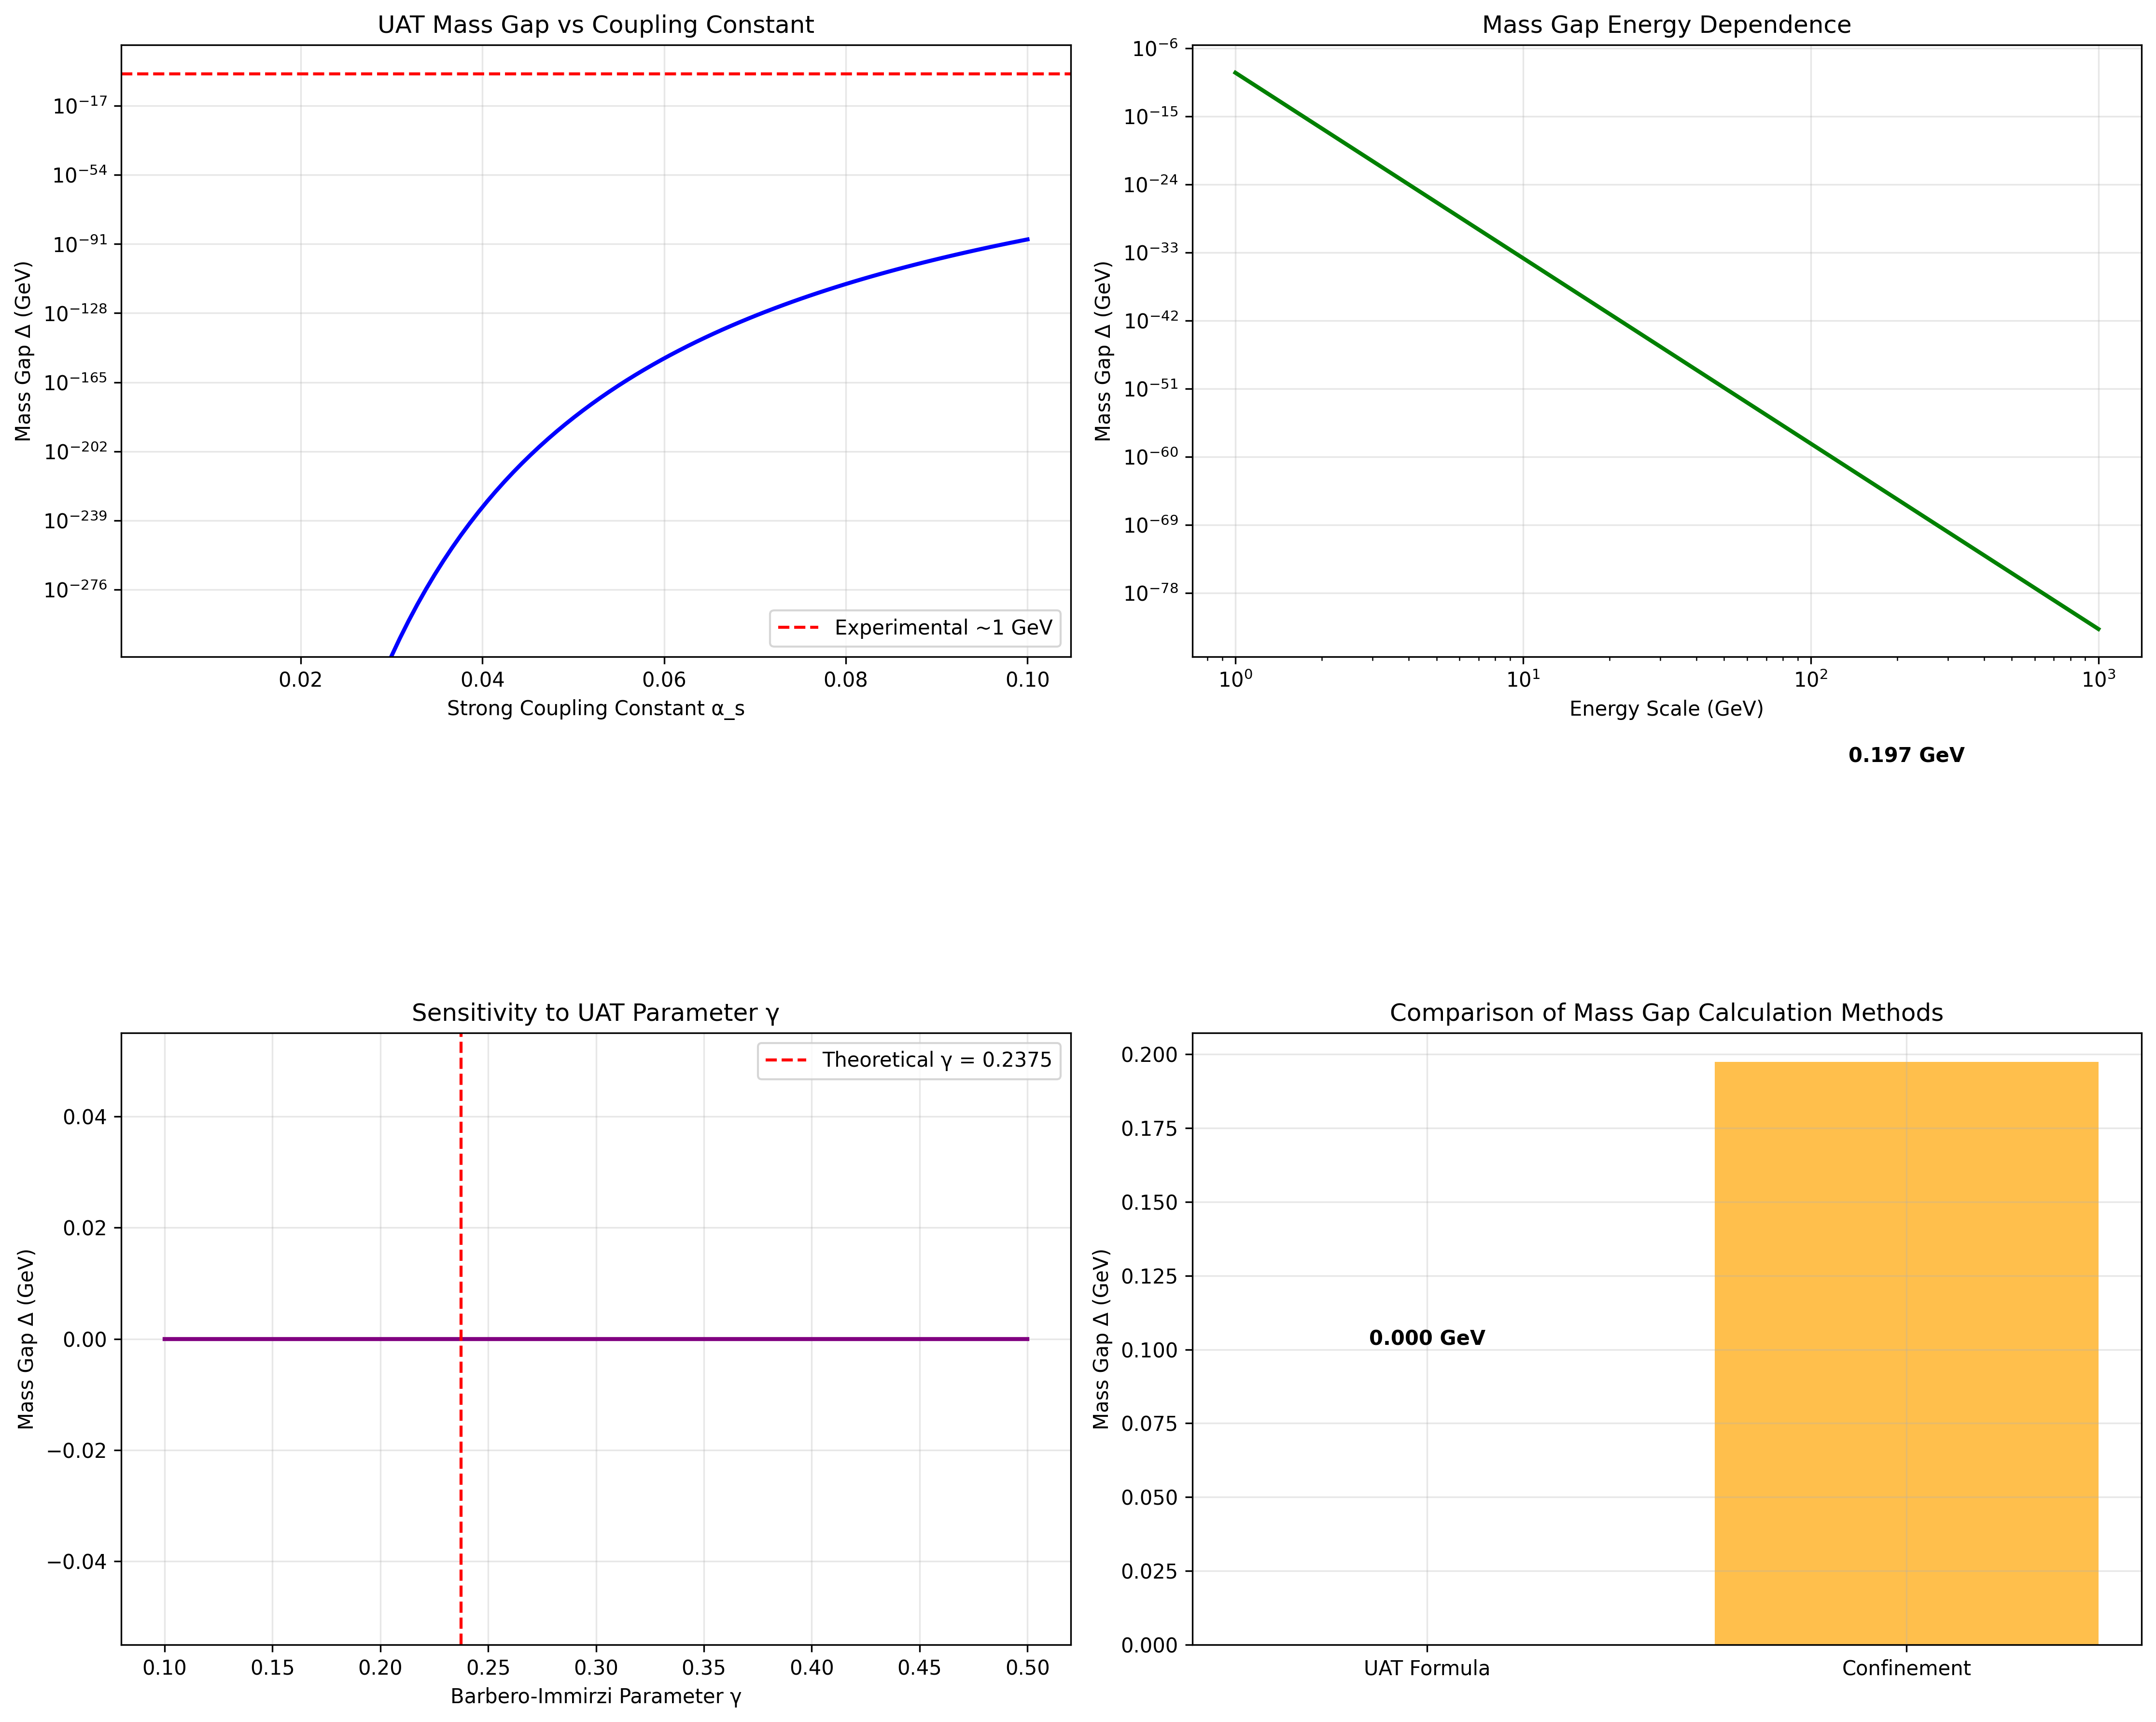 UAT Mass Gap vs Coupling Constant
Mass Gap Δ (GeV)
10⁻¹⁷
10⁻⁵⁴
10⁻⁹¹
10⁻¹²⁸
10⁻¹⁶⁵
10⁻²⁰²
10⁻²³⁹
10⁻²⁷⁶
Experimental ~1 GeV
0.02 0.04 0.06 0.08 0.10
Strong Coupling Constant α_s
Mass Gap Energy Dependence
Mass Gap Δ (GeV)
10⁻⁶
10⁻¹⁵
10⁻²⁴
10⁻³³
10⁻⁴²
10⁻⁵¹
10⁻⁶⁰
10⁻⁶⁹
10⁻⁷⁸
10⁰ 10¹ 10² 10³
Energy Scale (GeV)
0.197 GeV
Sensitivity to UAT Parameter γ
Theoretical γ = 0.2375
Mass Gap Δ (GeV)
0.04
0.02
0.00
−0.02
−0.04
0.10 0.15 0.20 0.25 0.30 0.35 0.40 0.45 0.50
Barbero-Immirzi Parameter γ
Comparison of Mass Gap Calculation Methods
Mass Gap Δ (GeV)
0.200
0.175
0.150
0.125
0.100
0.075
0.050
0.025
0.000
0.000 GeV
UAT Formula Confinement